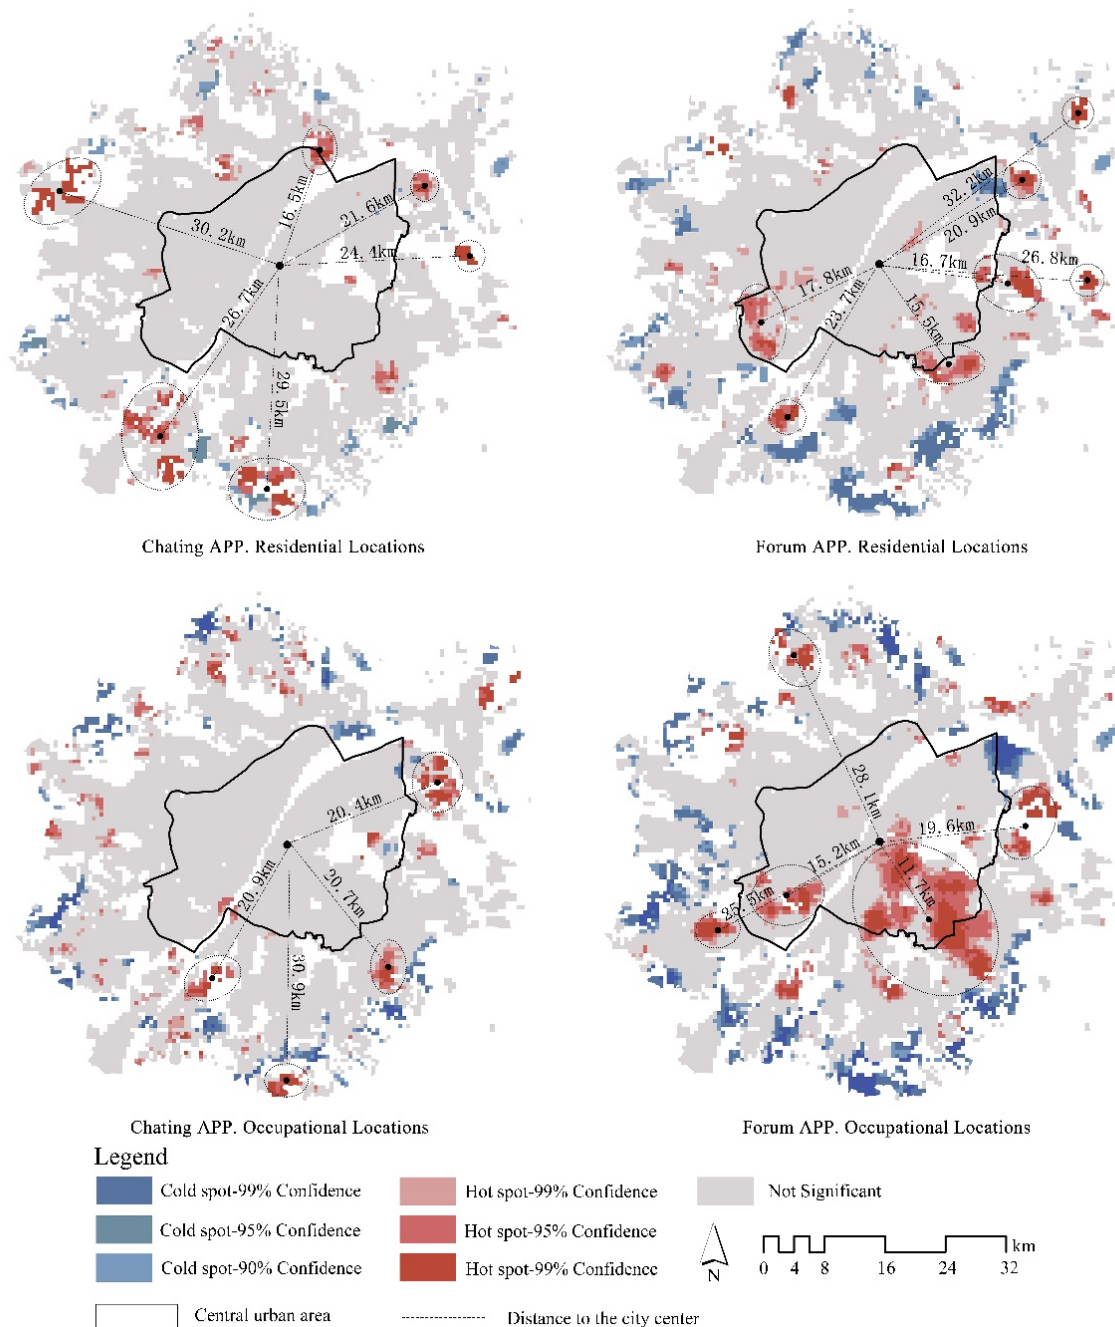 16.5km
21.6km
30.2km
24.4km
26.7km
29.5km
Chating APP. Residential Locations
32.2km
20.9km
16.7km
26.8km
17.8km
23.7km
15.5km
Forum APP. Residential Locations
20.4km
20.9km
20.7km
30.9km
Chating APP. Occupational Locations
28.1km
19.6km
15.2km
11.7km
25.5km
Forum APP. Occupational Locations
Legend
Cold spot-99% Confidence
Hot spot-99% Confidence
Not Significant
Cold spot-95% Confidence
Hot spot-95% Confidence
km
Cold spot-90% Confidence
Hot spot-99% Confidence
N
0 4 8 16 24 32
Central urban area
Distance to the city center